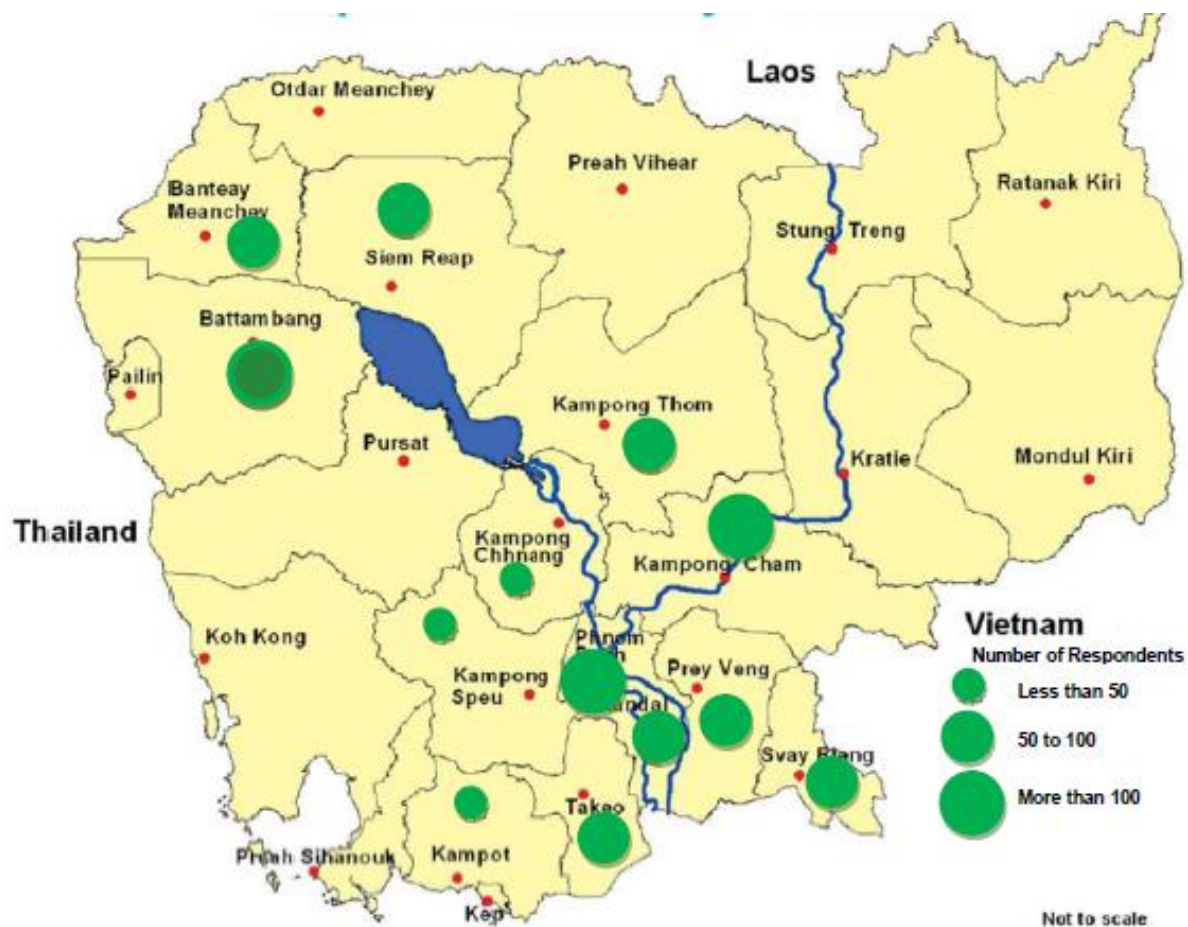 Laos
Otdar Meanchey
Preah Vihear
Ratanak Kiri
Banteay
Meanchey
Stung Treng
Siem Reap
Battambang
Pailin
Kampong Thom
Pursat
Kratie
Mondul Kiri
Thailand
Kampong
Chhnang
Kampong Cham
Koh Kong
Phnom
Kampong
Speu
Prey Veng
Vietnam
Number of Respondents
Less than 50
50 to 100
More than 100
Svay Rieng
Takeo
Preah Sihanouk
Kampot
Kep
Not to scale